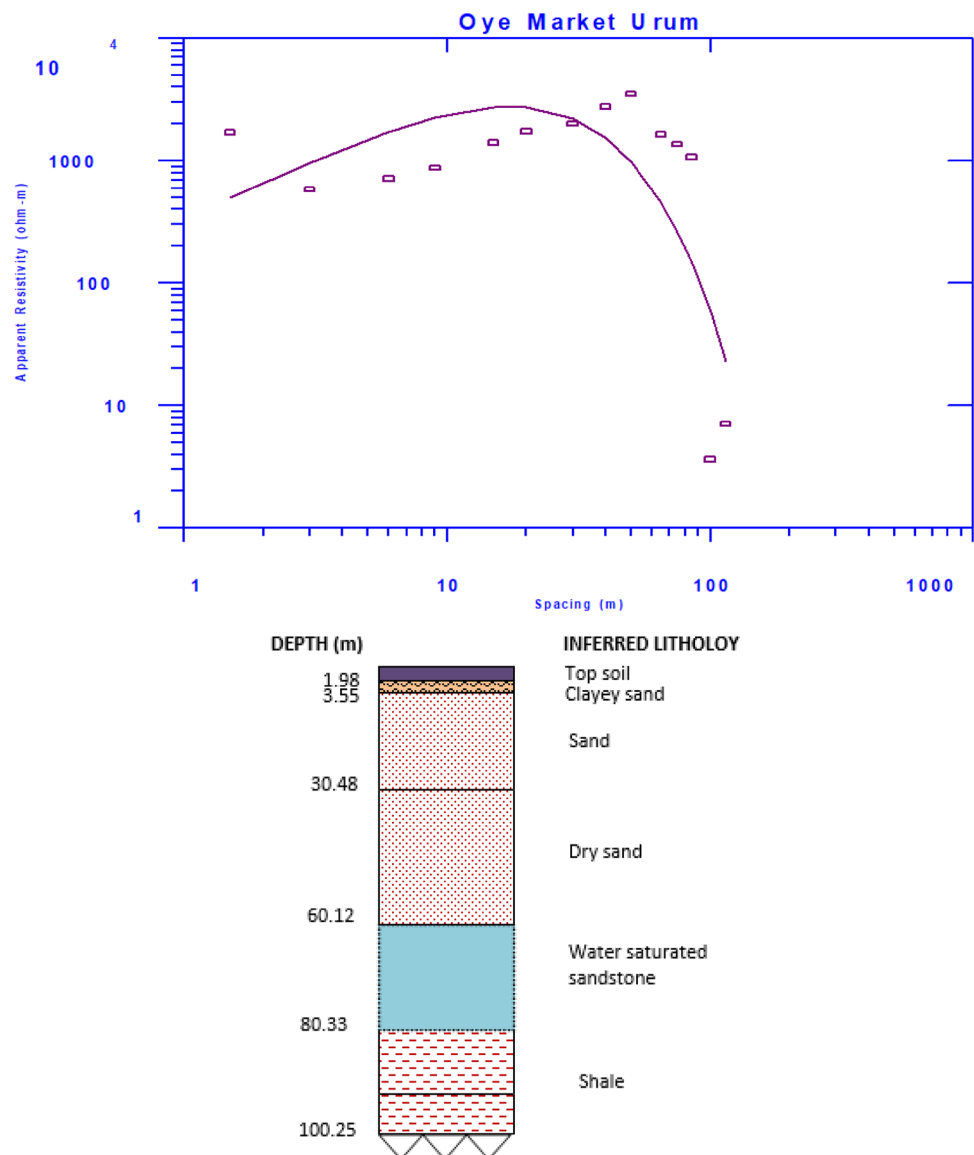 Oye Market Urum
4
10
1000
100
10
1
Apparent Resistivity (ohm-m)
1 10 100 1000
Spacing (m)
DEPTH (m) INFERRED LITHOLOY
Top soil
1.98
3.55 Clayey sand
Sand
30.48
Dry sand
60.12
Water saturated
sandstone
80.33
Shale
100.25